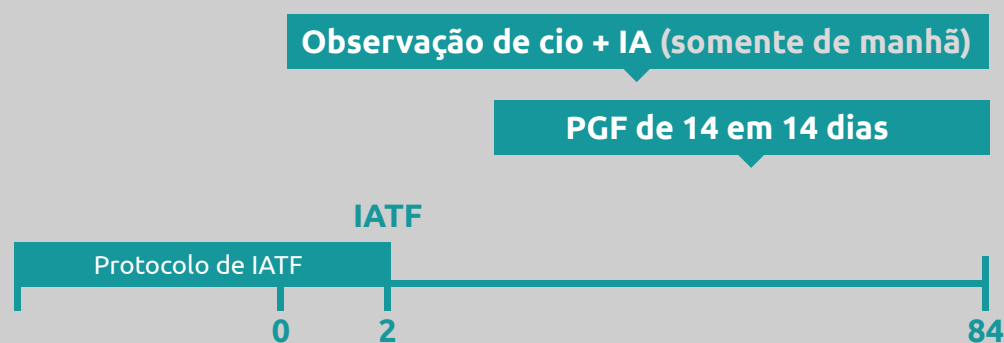 Observação de cio + IA (somente de manhã)
PGF de 14 em 14 dias
IATF
Protocolo de IATF
0 2 84